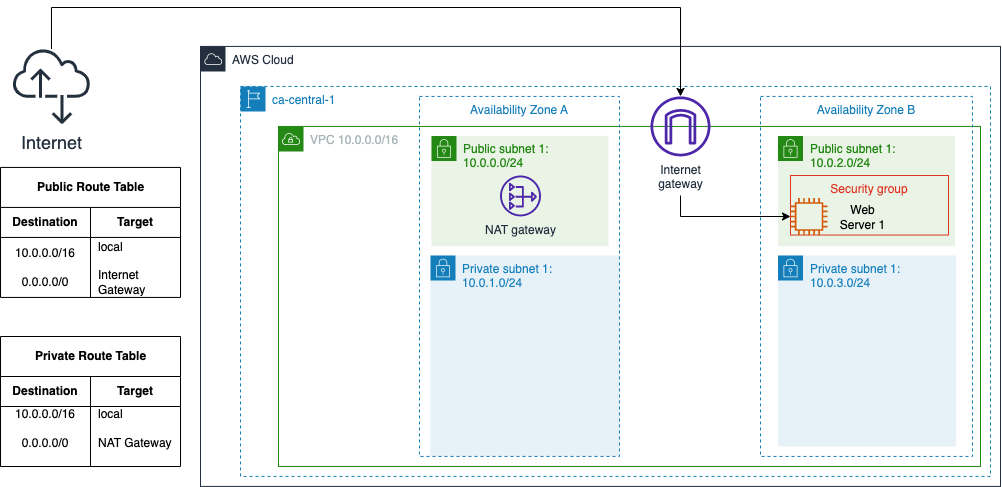 AWS Cloud
ca-central-1
Availability Zone A
Availability Zone B
VPC 10.0.0.0/16
Public subnet 1:
10.0.0.0/24
NAT gateway
Private subnet 1:
10.0.1.0/24
Internet
gateway
Public subnet 1:
10.0.2.0/24
Security group
Web
Server 1
Private subnet 1:
10.0.3.0/24
Internet
Public Route Table
Destination
Target
10.0.0.0/16
local
0.0.0.0/0
Internet
Gateway
Private Route Table
Destination
Target
10.0.0.0/16
local
0.0.0.0/0
NAT Gateway